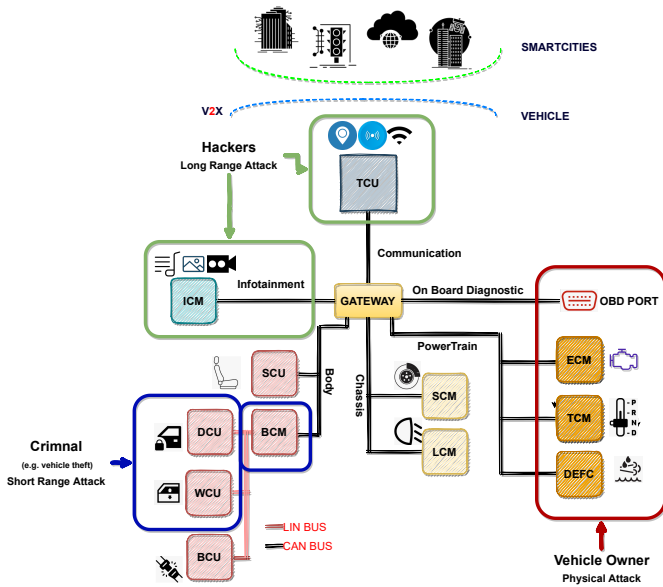 SMARTCITIES
V2X
VEHICLE
Hackers
Long Range Attack
TCU
Communication
Infotainment
On Board Diagnostic
ICM
GATEWAY
OBD PORT
PowerTrain
ECM
SCU
Body
Chassis
SCM
TCM
P
R
N
D
DCU
BCM
LCM
Crimnal
(e.g. vehicle theft)
Short Range Attack
WCU
DEFC
LIN BUS
CAN BUS
BCU
Vehicle Owner
Physical Attack